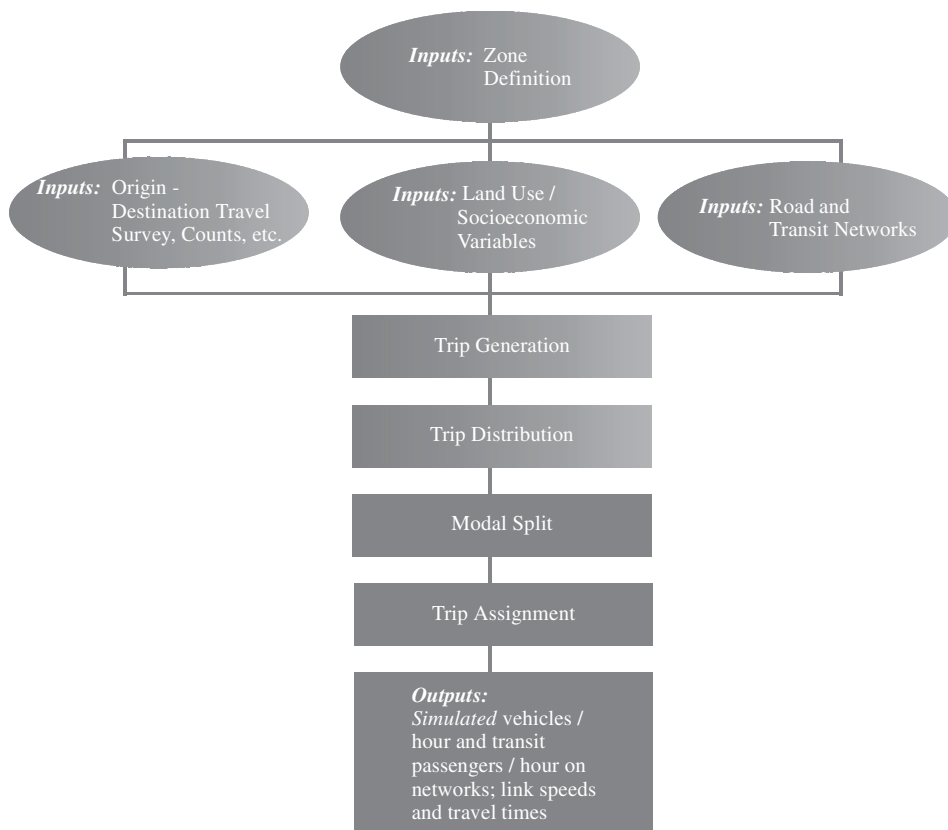 Inputs: Zone
Definition
Inputs: Origin -
Destination Travel
Survey, Counts, etc.
Inputs: Land Use /
Socioeconomic
Variables
Inputs: Road and
Transit Networks
Trip Generation
Trip Distribution
Modal Split
Trip Assignment
Outputs:
Simulated vehicles /
hour and transit
passengers / hour on
networks; link speeds
and travel times